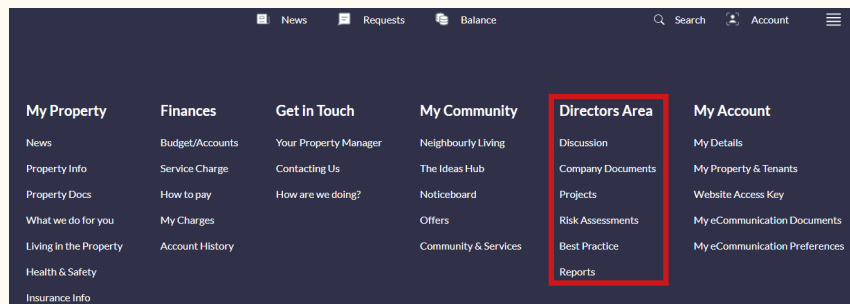 News Requests Balance Search Account
My Property
News
Property Info
Property Docs
What we do for you
Living in the Property
Health & Safety
Insurance Info
Finances
Budget/Accounts
Service Charge
How to pay
My Charges
Account History
Get in Touch
Your Property Manager
Contacting Us
How are we doing?
My Community
Neighbourly Living
The Ideas Hub
Noticeboard
Offers
Community & Services
Directors Area
Discussion
Company Documents
Projects
Risk Assessments
Best Practice
Reports
My Account
My Details
My Property & Tenants
Website Access Key
My eCommunication Documents
My eCommunication Preferences